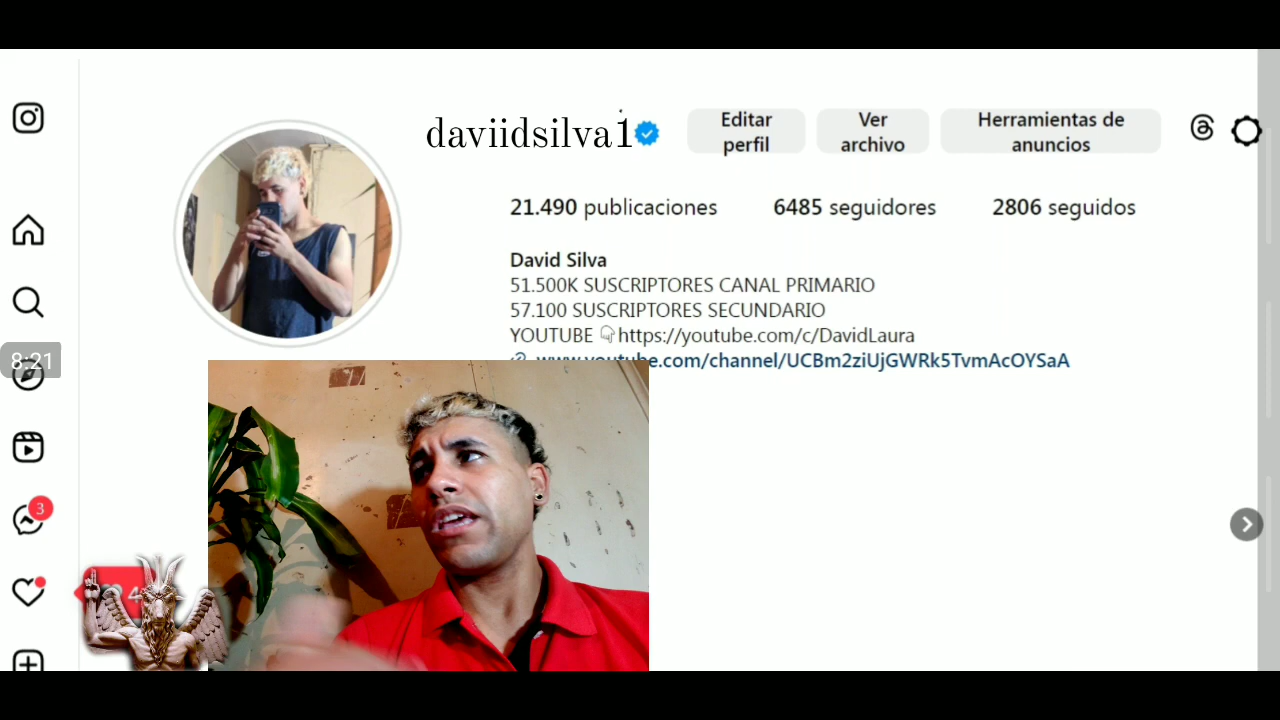 daviidsilva1
Editar
perfil
Ver
archivo
Herramientas de
anuncios
21.490 publicaciones
6485 seguidores
2806 seguidos
David Silva
51.500K SUSCRIPTORES CANAL PRIMARIO
57.100 SUSCRIPTORES SECUNDARIO
YOUTUBE 👇https://youtube.com/c/DavidLaura
www.youtube.com/channel/UCBm2ziUjGWRk5TvmAcOYSaA
8:21
3
4